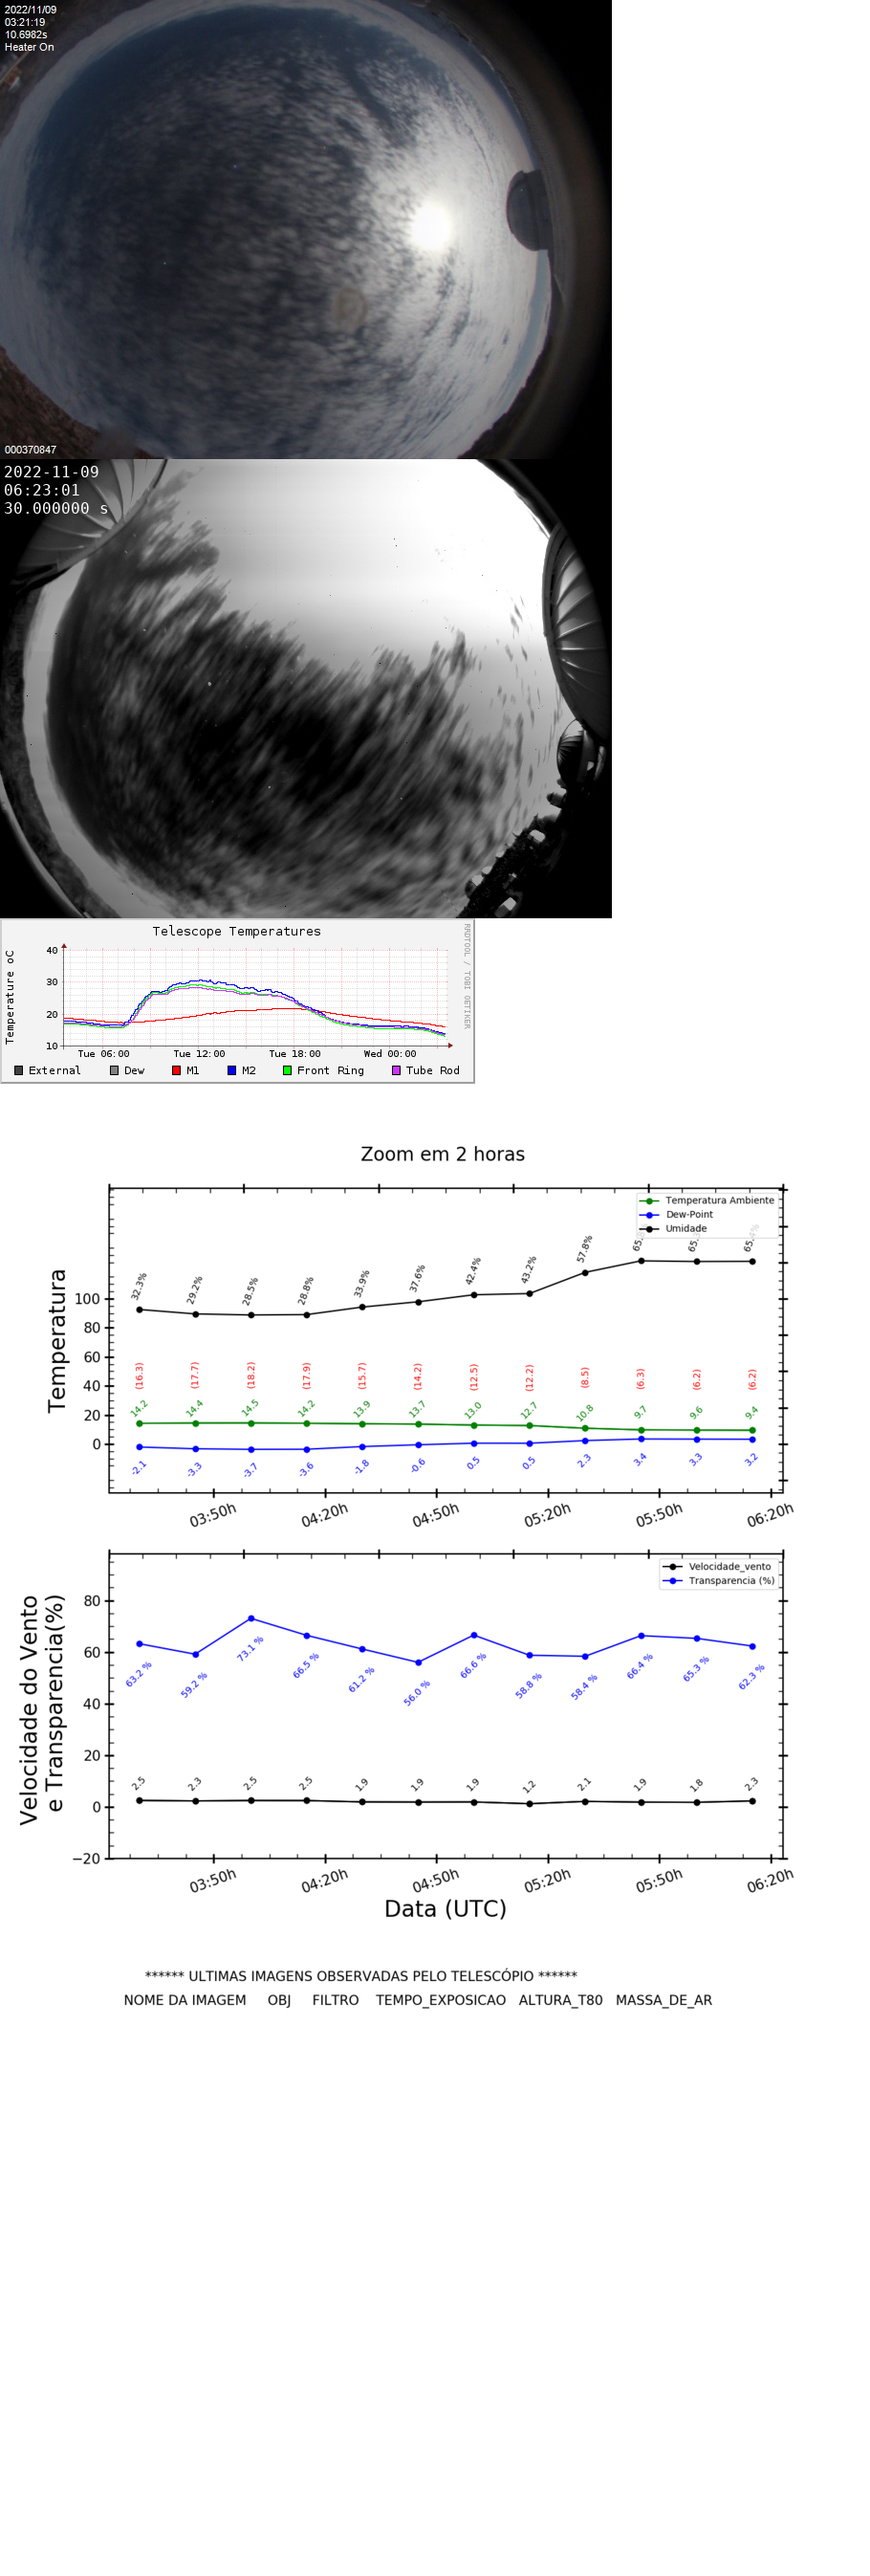 2022/11/09
03:21:19
10.6982s
Heater On
000370847
2022-11-09
06:23:01
30.000000 s
Telescope Temperatures
RRDTOOL / TOBI OETIKER
Temperature oC
40
30
20
10
Tue 06:00 Tue 12:00 Tue 18:00 Wed 00:00
External Dew M1 M2 Front Ring Tube Rod
Zoom em 2 horas
Temperatura Ambiente
Dew-Point
Umidade
Temperatura
100
80
60
40
20
0
32.3% 29.2% 28.5% 28.8% 33.9% 37.6% 42.4% 43.2% 57.8%
(16.3) (17.7) (18.2) (17.9) (15.7) (14.2) (12.5) (12.2) (8.5) (6.3) (6.2) (6.2)
14.2 14.4 14.5 14.2 13.9 13.7 13.0 12.7 10.8 9.7 9.6 9.4
-2.1 -3.3 -3.7 -3.6 -1.8 -0.6 0.5 0.5 2.3 3.4 3.3 3.2
03:50h 04:20h 04:50h 05:20h 05:50h 06:20h
Velocidade_vento
Transparencia (%)
Velocidade do Vento
e Transparencia(%)
80
60
40
20
0
−20
63.2 % 59.2 % 73.1 % 66.5 % 61.2 % 56.0 % 66.6 % 58.8 % 58.4 % 66.4 % 65.3 % 62.3 %
2.5 2.3 2.5 2.5 1.9 1.9 1.9 1.2 2.1 1.9 1.8 2.3
03:50h 04:20h 04:50h 05:20h 05:50h 06:20h
Data (UTC)
****** ULTIMAS IMAGENS OBSERVADAS PELO TELESCÓPIO ******
NOME DA IMAGEM OBJ FILTRO TEMPO_EXPOSICAO ALTURA_T80 MASSA_DE_AR